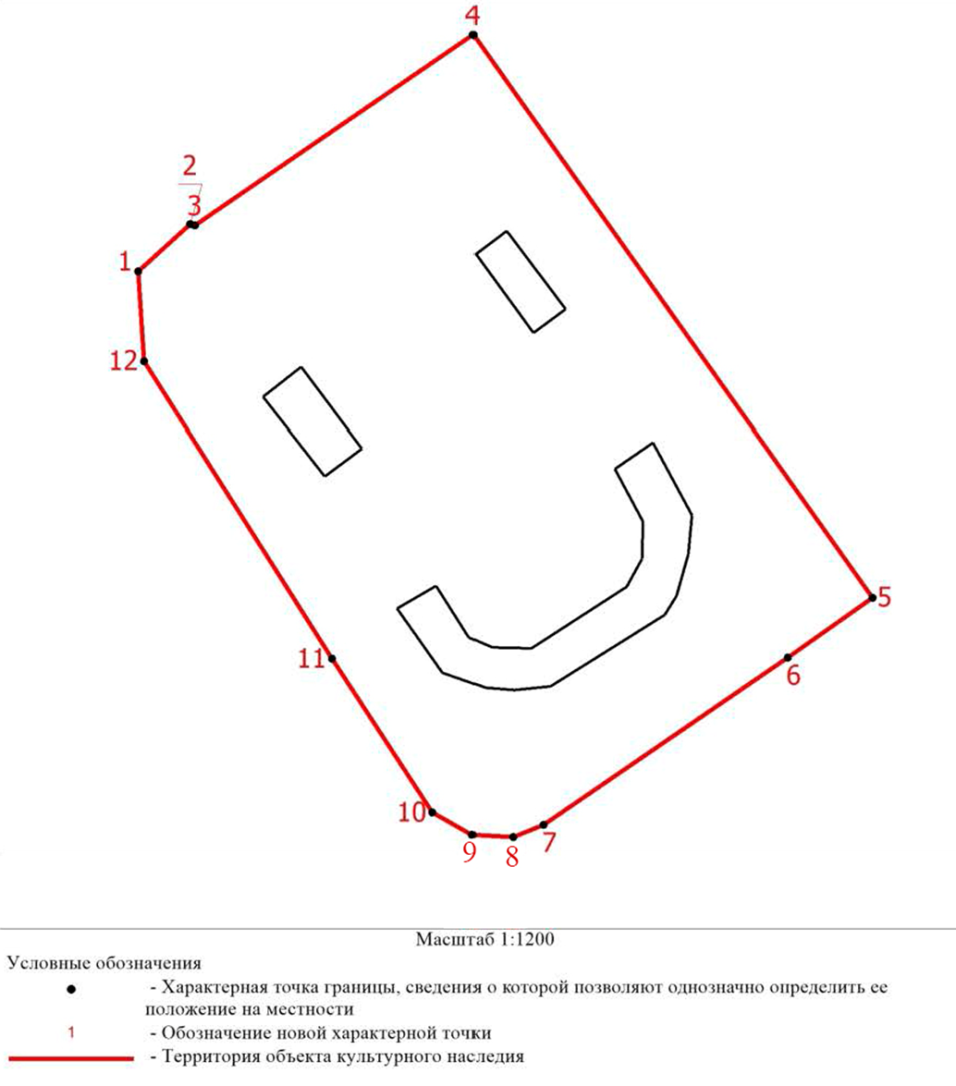 4
2
3
1
12
5
11
6
10
7
9
8
Масштаб 1:1200
Условные обозначения
- Характерная точка границы, сведения о которой позволяют однозначно определить ее
положение на местности
1 - Обозначение новой характерной точки
- Территория объекта культурного наследия